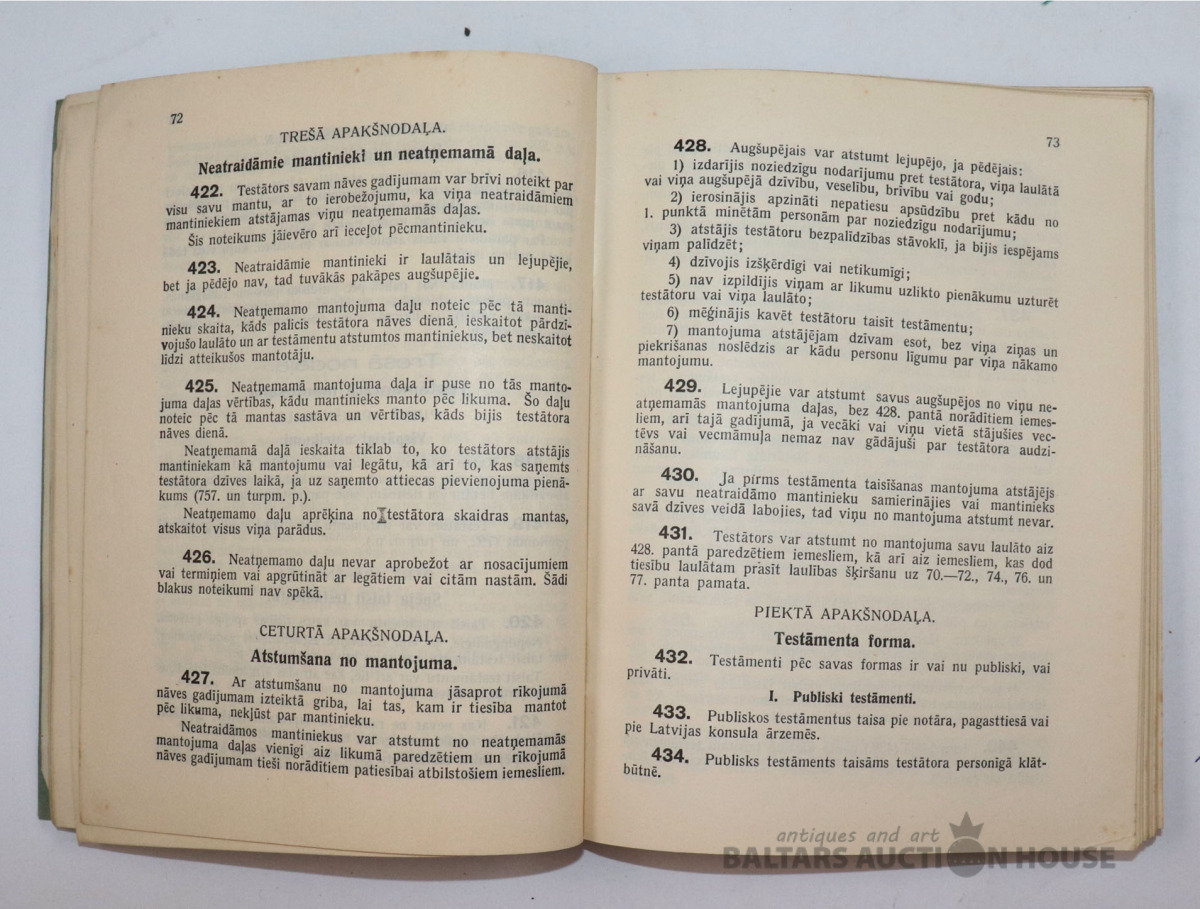 72
TREŠĀ APAKŠNODAĻA.
Neatraidāmie mantinieki un neatņemamā daļa.
422. Testātors savam nāves gadījumam var brīvi noteikt par
visu savu mantu, ar to ierobežojumu, ka viņa neatraidāmiem
mantiniekiem atstājamas viņu neatņemamās daļas.
Šis noteikums jāievēro arī ieceļot pēcmantinieku.
423. Neatraidāmie mantinieki ir laulātais un lejupējie,
bet ja pēdējo nav, tad tuvākās pakāpes augšupējie.
424. Neatņemamo mantojuma daļu noteic pēc tā manti-
nieku skaita, kāds palicis testātora nāves dienā, ieskaitot pārdzī-
vojušo laulāto un ar testāmentu atstumtos mantiniekus, bet neskaitot
līdzi atteikušos mantotāju.
425. Neatņemamā mantojuma daļa ir puse no tās manto-
juma daļas vērtības, kādu mantinieks manto pēc likuma. Šo daļu
noteic pēc tā mantas sastāva un vērtības, kāds bijis testātora
nāves dienā.
Neatņemamā daļā ieskaita tiklab to, ko testātors atstājis
mantiniekam kā mantojumu vai legātu, kā arī to, kas saņemts
testātora dzīves laikā, ja uz saņemto attiecas pievienojuma pienā-
kums (757. un turpm. p.).
Neatņemamo daļu aprēķina no testātora skaidras mantas,
atskaitot visus viņa parādus.
426. Neatņemamo daļu nevar aprobežot ar nosacījumiem
vai termiņiem vai apgrūtināt ar legātiem vai citām nastām. Šādi
blakus noteikumi nav spēkā.
CETURTĀ APAKŠNODAĻA.
Atstumšana no mantojuma.
427. Ar atstumšanu no mantojuma jāsaprot rīkojumā
nāves gadījumam izteiktā griba, lai tas, kam ir tiesība mantot
pēc likuma, nekļūst par mantinieku.
Neatraidāmos mantiniekus var atstumt no neatņemamās
mantojuma daļas vienīgi aiz likumā paredzētiem un rīkojumā
nāves gadījumam tieši norādītiem patiesībai atbilstošiem iemesliem.
73
428. Augšupējais var atstumt lejupējo, ja pēdējais:
1) izdarījis noziedzīgu nodarījumu pret testātora, viņa laulātā
vai viņa augšupējā dzīvību, veselību, brīvību vai godu;
2) ierosinājis apzināti nepatiesu apsūdzību pret kādu no
1. punktā minētām personām par noziedzīgu nodarījumu;
3) atstājis testātoru bezpalīdzības stāvoklī, ja bijis iespējams
viņam palīdzēt;
4) dzīvojis izšķērdīgi vai netikumīgi;
5) nav izpildījis viņam ar likumu uzlikto pienākumu uzturēt
testātoru vai viņa laulāto;
6) mēģinājis kavēt testātoru taisīt testāmentu;
7) mantojuma atstājējam dzīvam esot, bez viņa ziņas un
piekrišanas noslēdzis ar kādu personu līgumu par viņa nākamo
mantojumu.
429. Lejupējie var atstumt savus augšupējos no viņu ne-
atņemamās mantojuma daļas, bez 428. pantā norādītiem iemes-
liem, arī tajā gadījumā, ja vecāki vai viņu vietā stājušies vec-
tēvs vai vecmāmuļa nemaz nav gādājuši par testātora audzi-
nāšanu.
430. Ja pirms testāmenta taisīšanas mantojuma atstājējs
ar savu neatraidāmo mantinieku samierinājies vai mantinieks
savā dzīves veidā labojies, tad viņu no mantojuma atstumt nevar.
431. Testātors var atstumt no mantojuma savu laulāto aiz
428. pantā paredzētiem iemesliem, kā arī aiz iemesliem, kas dod
tiesību laulātam prasīt laulības šķiršanu uz 70.—72., 74., 76. un
77. panta pamata.
PIEKTĀ APAKŠNODAĻA.
Testāmenta forma.
432. Testāmenti pēc savas formas ir vai nu publiski, vai
privāti.
I. Publiski testāmenti.
433. Publiskos testāmentus taisa pie notāra, pagasttiesā vai
pie Latvijas konsula ārzemēs.
434. Publisks testāments taisāms testātora personīgā klāt-
būtnē.
antiques and art
BALTARS AUCTION HOUSE